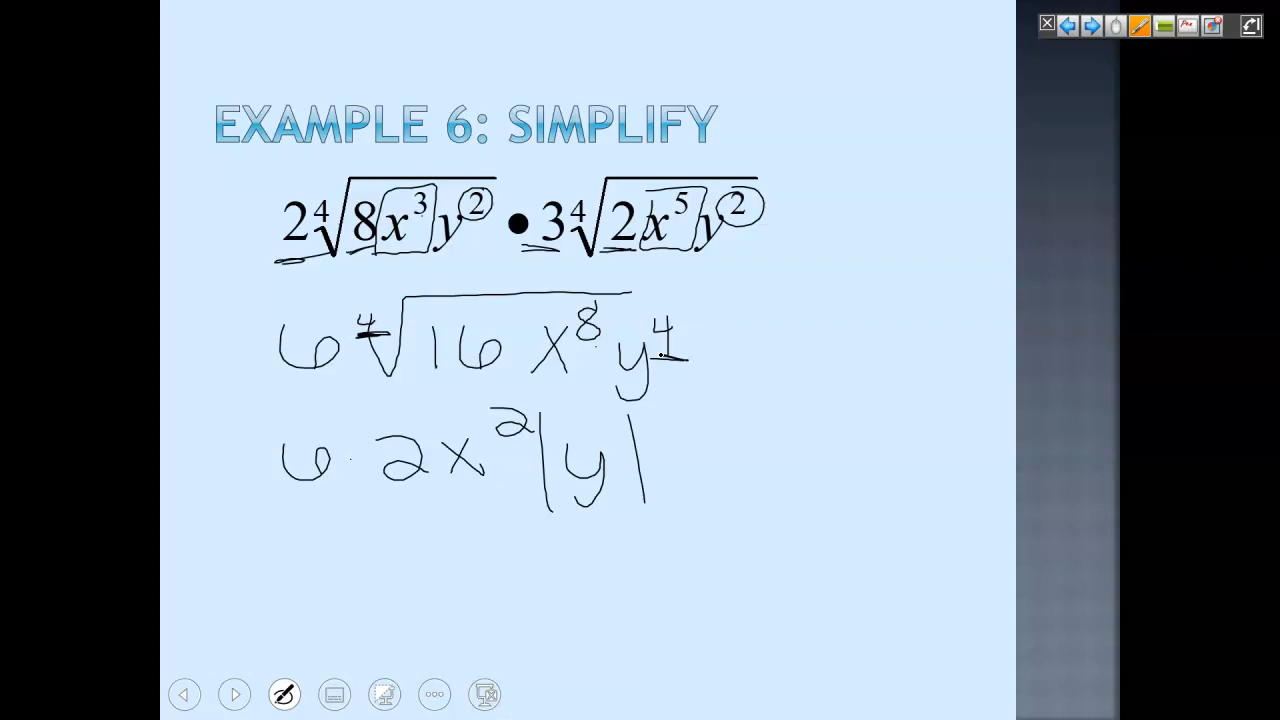 EXAMPLE 6: SIMPLIFY
2∜8x³y² • 3∜2x⁵y²
6∜16x⁸y⁴
6 · 2x²|y|